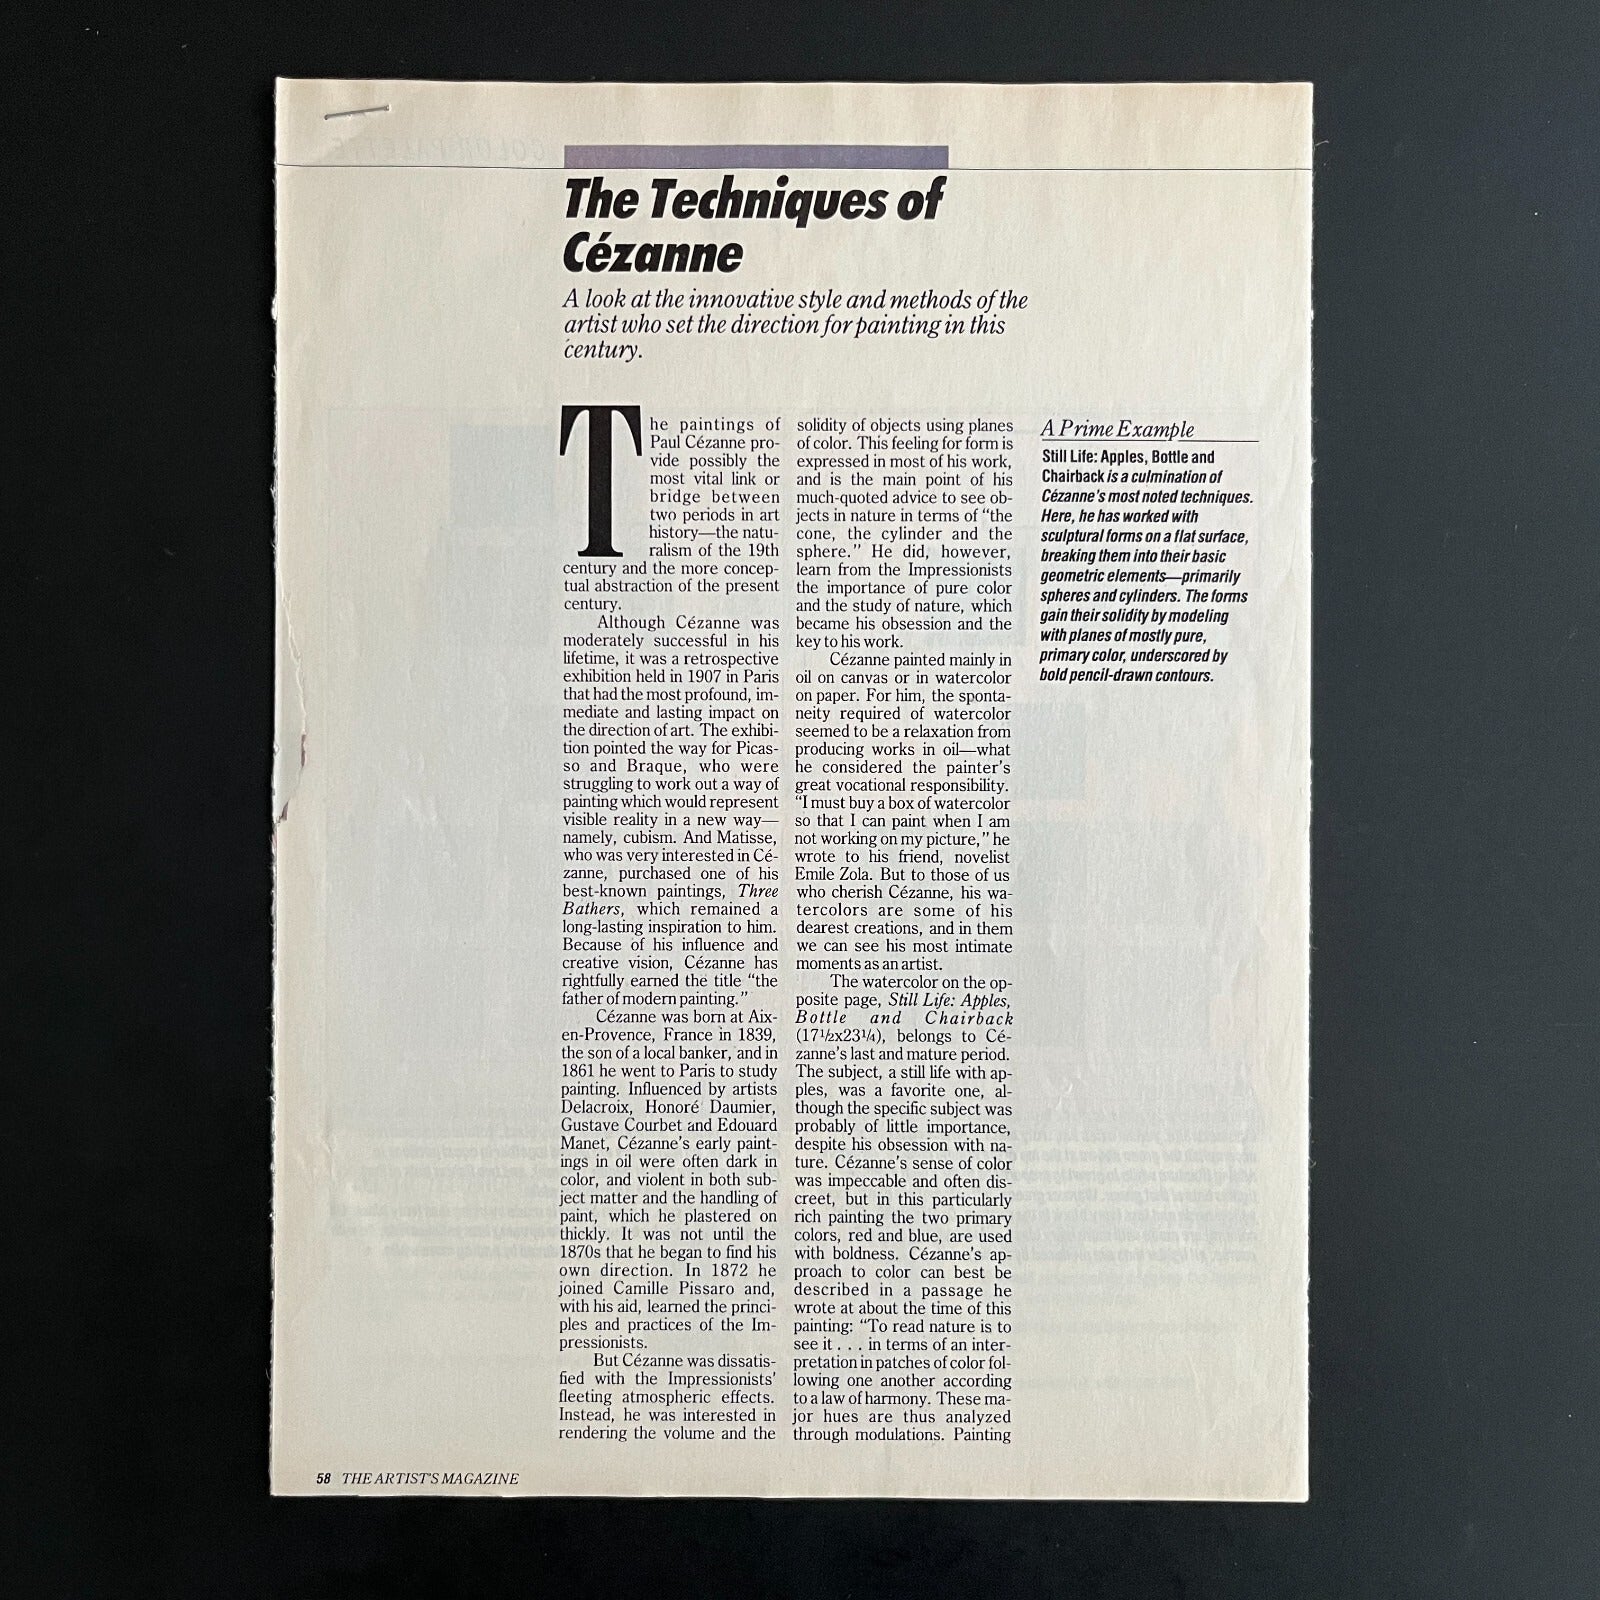 The Techniques of
Cézanne
A look at the innovative style and methods of the
artist who set the direction for painting in this
century.
The paintings of
Paul Cézanne pro-
vide possibly the
most vital link or
bridge between
two periods in art
history—the natu-
ralism of the 19th
century and the more concep-
tual abstraction of the present
century.
Although Cézanne was
moderately successful in his
lifetime, it was a retrospective
exhibition held in 1907 in Paris
that had the most profound, im-
mediate and lasting impact on
the direction of art. The exhibi-
tion pointed the way for Picas-
so and Braque, who were
struggling to work out a way of
painting which would represent
visible reality in a new way—
namely, cubism. And Matisse,
who was very interested in Cé-
zanne, purchased one of his
best-known paintings, Three
Bathers, which remained a
long-lasting inspiration to him.
Because of his influence and
creative vision, Cézanne has
rightfully earned the title “the
father of modern painting.”
Cézanne was born at Aix-
en-Provence, France in 1839,
the son of a local banker, and in
1861 he went to Paris to study
painting. Influenced by artists
Delacroix, Honoré Daumier,
Gustave Courbet and Edouard
Manet, Cézanne’s early paint-
ings in oil were often dark in
color, and violent in both sub-
ject matter and the handling of
paint, which he plastered on
thickly. It was not until the
1870s that he began to find his
own direction. In 1872 he
joined Camille Pissaro and,
with his aid, learned the princi-
ples and practices of the Im-
pressionists.
But Cézanne was dissatis-
fied with the Impressionists’
fleeting atmospheric effects.
Instead, he was interested in
rendering the volume and the
solidity of objects using planes
of color. This feeling for form is
expressed in most of his work,
and is the main point of his
much-quoted advice to see ob-
jects in nature in terms of “the
cone, the cylinder and the
sphere.” He did, however,
learn from the Impressionists
the importance of pure color
and the study of nature, which
became his obsession and the
key to his work.
Cézanne painted mainly in
oil on canvas or in watercolor
on paper. For him, the sponta-
neity required of watercolor
seemed to be a relaxation from
producing works in oil—what
he considered the painter’s
great vocational responsibility.
“I must buy a box of watercolor
so that I can paint when I am
not working on my picture,” he
wrote to his friend, novelist
Emile Zola. But to those of us
who cherish Cézanne, his wa-
tercolors are some of his
dearest creations, and in them
we can see his most intimate
moments as an artist.
The watercolor on the op-
posite page, Still Life: Apples,
Bottle and Chairback
(17½x23¼), belongs to Cé-
zanne’s last and mature period.
The subject, a still life with ap-
ples, was a favorite one, al-
though the specific subject was
probably of little importance,
despite his obsession with na-
ture. Cézanne’s sense of color
was impeccable and often dis-
creet, but in this particularly
rich painting the two primary
colors, red and blue, are used
with boldness. Cézanne’s ap-
proach to color can best be
described in a passage he
wrote at about the time of this
painting: “To read nature is to
see it . . . in terms of an inter-
pretation in patches of color fol-
lowing one another according
to a law of harmony. These ma-
jor hues are thus analyzed
through modulations. Painting
A Prime Example
Still Life: Apples, Bottle and
Chairback is a culmination of
Cézanne’s most noted techniques.
Here, he has worked with
sculptural forms on a flat surface,
breaking them into their basic
geometric elements—primarily
spheres and cylinders. The forms
gain their solidity by modeling
with planes of mostly pure,
primary color, underscored by
bold pencil-drawn contours.
58 THE ARTIST’S MAGAZINE